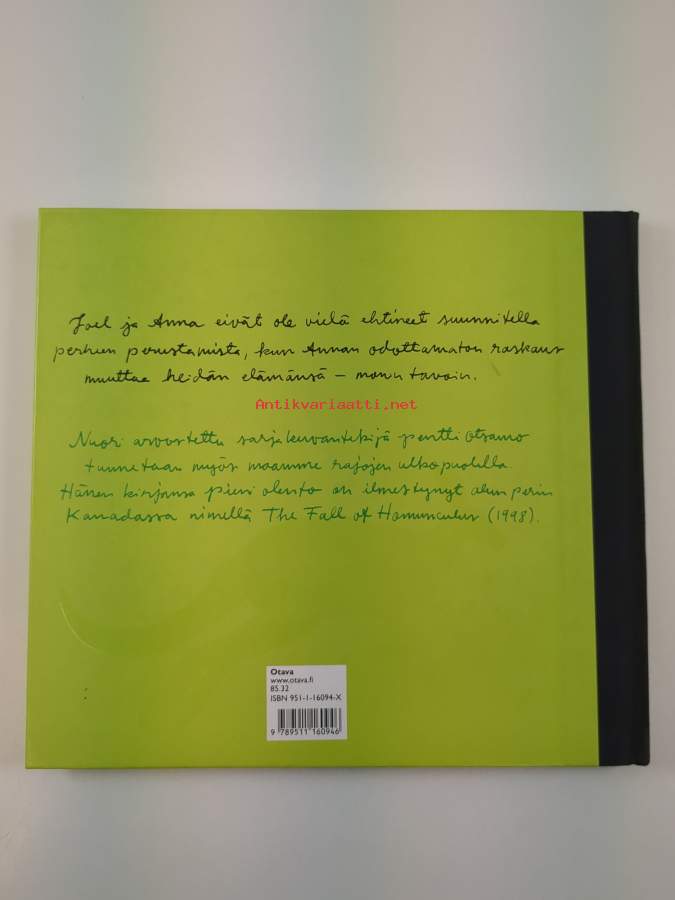 Joel ja Anna eivät ole vielä ehtineet suunnitella
perheen perustamista, kun Annan odottamaton raskaus
muuttaa heidän elämänsä – monin tavoin.
Antikvariaatti.net
Nuori arvostettu sarjakuvantekijä pentti otsamo
tunnetaan myös maamme rajojen ulkopuolella.
Hänen kirjansa pieni olento on ilmestynyt alun perin
Kanadassa nimellä The Fall of Homunculus (1998).
Otava
www.otava.fi
85.32
ISBN 951-1-16094-X
9 789511 160946